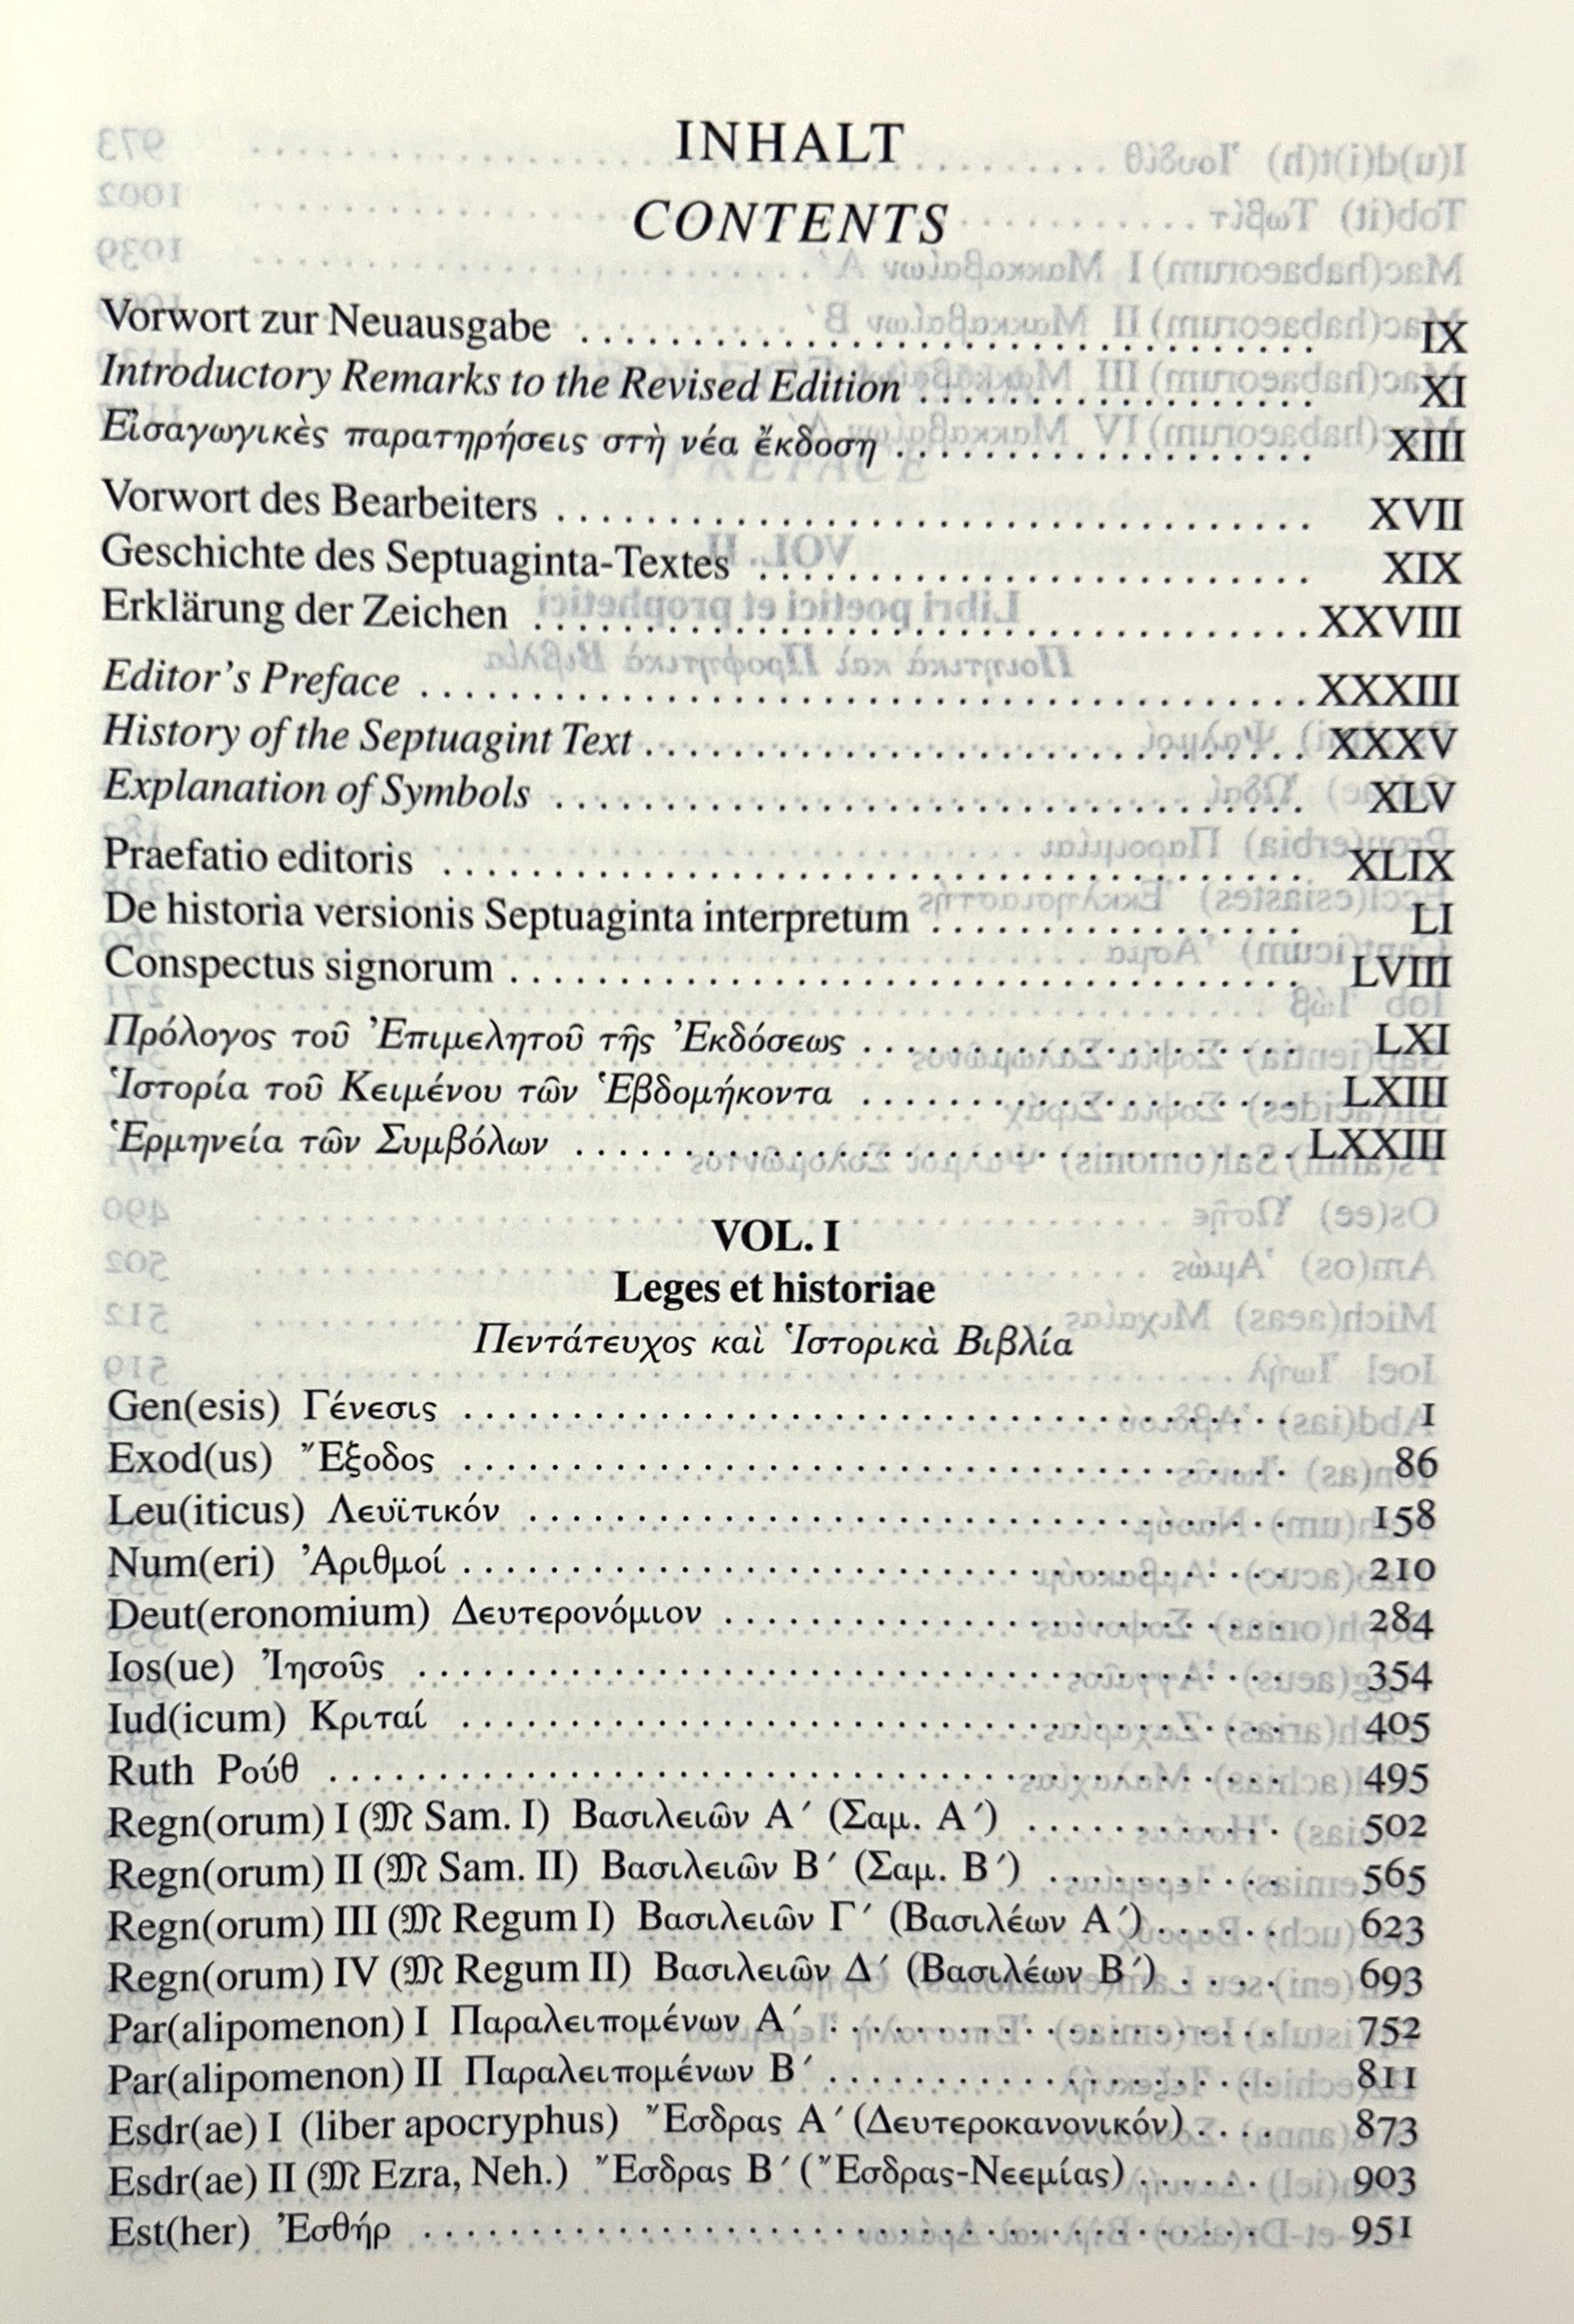 INHALT
CONTENTS
Vorwort zur Neuausgabe . . . . . . . . . . . . . . . . . . . . . . . . . IX
Introductory Remarks to the Revised Edition . . . . . . . . . . . . . . XI
Εἰσαγωγικὲς παρατηρήσεις στὴ νέα ἔκδοση . . . . . . . . . . . . . . XIII
Vorwort des Bearbeiters . . . . . . . . . . . . . . . . . . . . . . . . . XVII
Geschichte des Septuaginta-Textes . . . . . . . . . . . . . . . . . . . XIX
Erklärung der Zeichen . . . . . . . . . . . . . . . . . . . . . . . . . XXVIII
Editor's Preface . . . . . . . . . . . . . . . . . . . . . . . . . . . . XXXIII
History of the Septuagint Text . . . . . . . . . . . . . . . . . . . . . XXXV
Explanation of Symbols . . . . . . . . . . . . . . . . . . . . . . . . . XLV
Praefatio editoris . . . . . . . . . . . . . . . . . . . . . . . . . . . XLIX
De historia versionis Septuaginta interpretum . . . . . . . . . . . . . LI
Conspectus signorum . . . . . . . . . . . . . . . . . . . . . . . . . . LVIII
Πρόλογος τοῦ Ἐπιμελητοῦ τῆς Ἐκδόσεως . . . . . . . . . . . . . . . LXI
Ἱστορία τοῦ Κειμένου τῶν Ἑβδομήκοντα . . . . . . . . . . . . . . . LXIII
Ἑρμηνεία τῶν Συμβόλων . . . . . . . . . . . . . . . . . . . . . . . . LXXIII
VOL. I
Leges et historiae
Πεντάτευχος καὶ Ἱστορικὰ Βιβλία
Gen(esis) Γένεσις . . . . . . . . . . . . . . . . . . . . . . . . . . . 1
Exod(us) Ἔξοδος . . . . . . . . . . . . . . . . . . . . . . . . . . . 86
Leu(iticus) Λευϊτικόν . . . . . . . . . . . . . . . . . . . . . . . . . 158
Num(eri) Ἀριθμοί . . . . . . . . . . . . . . . . . . . . . . . . . . . 210
Deut(eronomium) Δευτερονόμιον . . . . . . . . . . . . . . . . . . . 284
Ios(ue) Ἰησοῦς . . . . . . . . . . . . . . . . . . . . . . . . . . . . 354
Iud(icum) Κριταί . . . . . . . . . . . . . . . . . . . . . . . . . . . 405
Ruth Ρούθ . . . . . . . . . . . . . . . . . . . . . . . . . . . . . . 495
Regn(orum) I (𝔐 Sam. I) Βασιλειῶν Α΄ (Σαμ. Α΄) . . . . . . . . . . 502
Regn(orum) II (𝔐 Sam. II) Βασιλειῶν Β΄ (Σαμ. Β΄) . . . . . . . . . 565
Regn(orum) III (𝔐 Regum I) Βασιλειῶν Γ΄ (Βασιλέων Α΄) . . . . . . 623
Regn(orum) IV (𝔐 Regum II) Βασιλειῶν Δ΄ (Βασιλέων Β΄) . . . . . 693
Par(alipomenon) I Παραλειπομένων Α΄ . . . . . . . . . . . . . . . . 752
Par(alipomenon) II Παραλειπομένων Β΄ . . . . . . . . . . . . . . . . 811
Esdr(ae) I (liber apocryphus) Ἔσδρας Α΄ (Δευτεροκανονικόν) . . . . 873
Esdr(ae) II (𝔐 Ezra, Neh.) Ἔσδρας Β΄ (Ἔσδρας-Νεεμίας) . . . . . . 903
Est(her) Ἐσθήρ . . . . . . . . . . . . . . . . . . . . . . . . . . . . 951